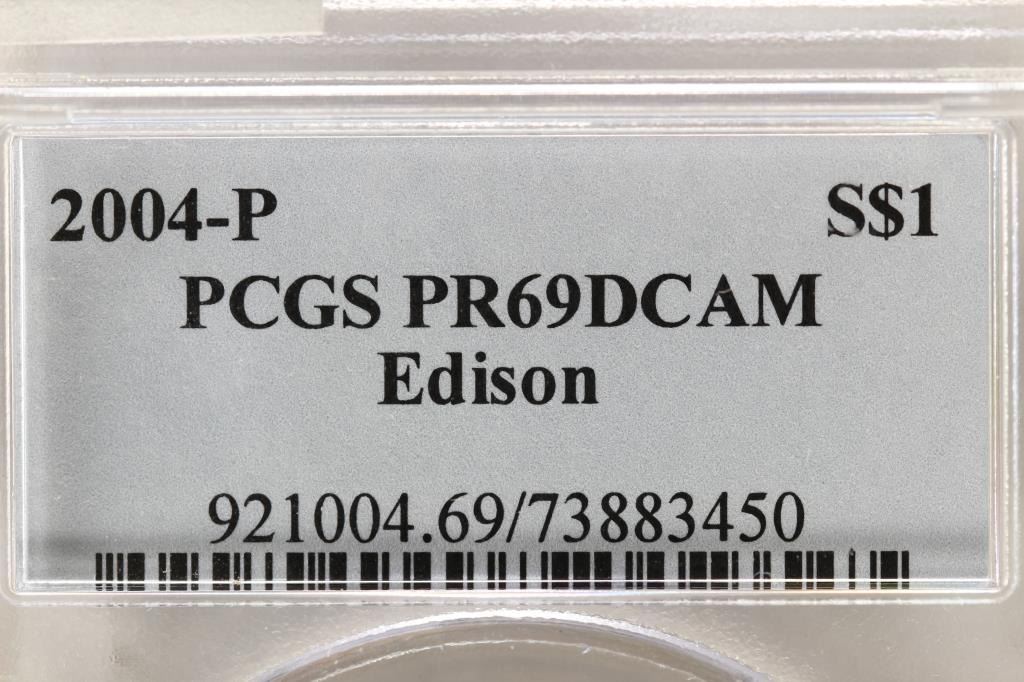 2004-P S$1
PCGS PR69DCAM
Edison
921004.69/73883450